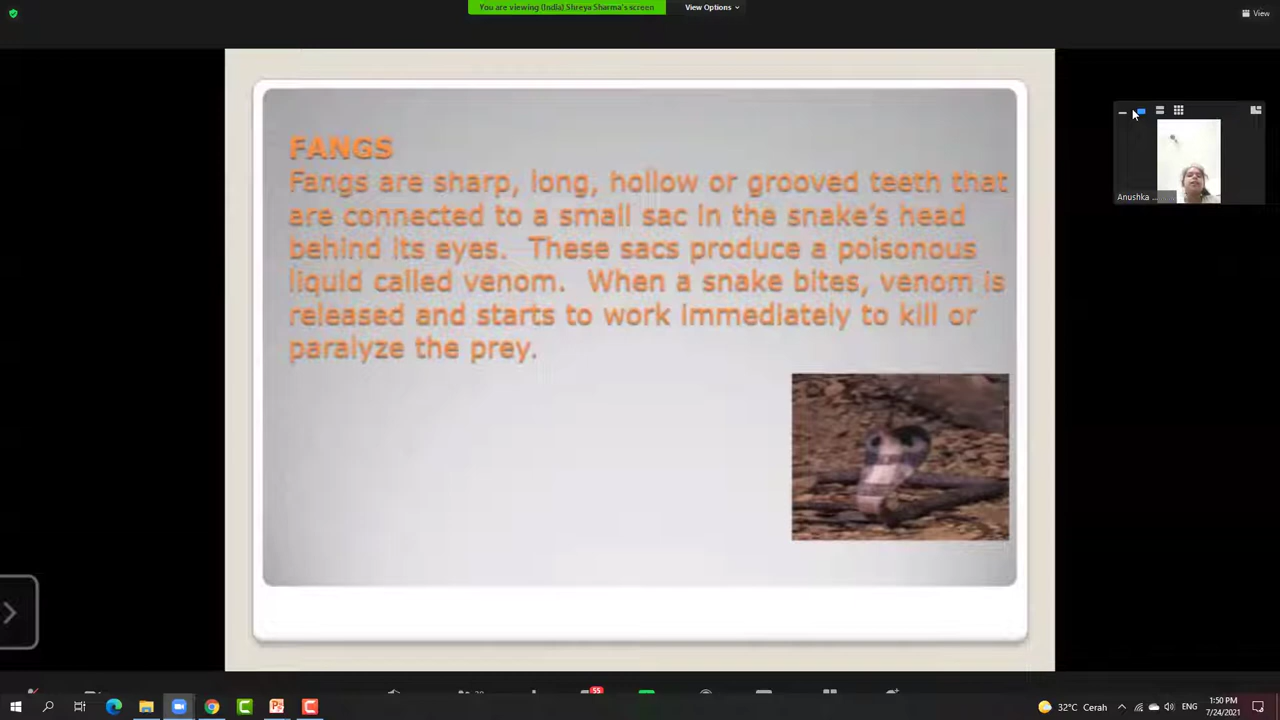 You are viewing (India) Shreya Sharma's screen
View Options
View
FANGS
Fangs are sharp, long, hollow or grooved teeth that
are connected to a small sac in the snake's head
behind its eyes. These sacs produce a poisonous
liquid called venom. When a snake bites, venom is
released and starts to work immediately to kill or
paralyze the prey.
Anushka ...
55
32°C Cerah
ENG
1:50 PM
7/24/2021